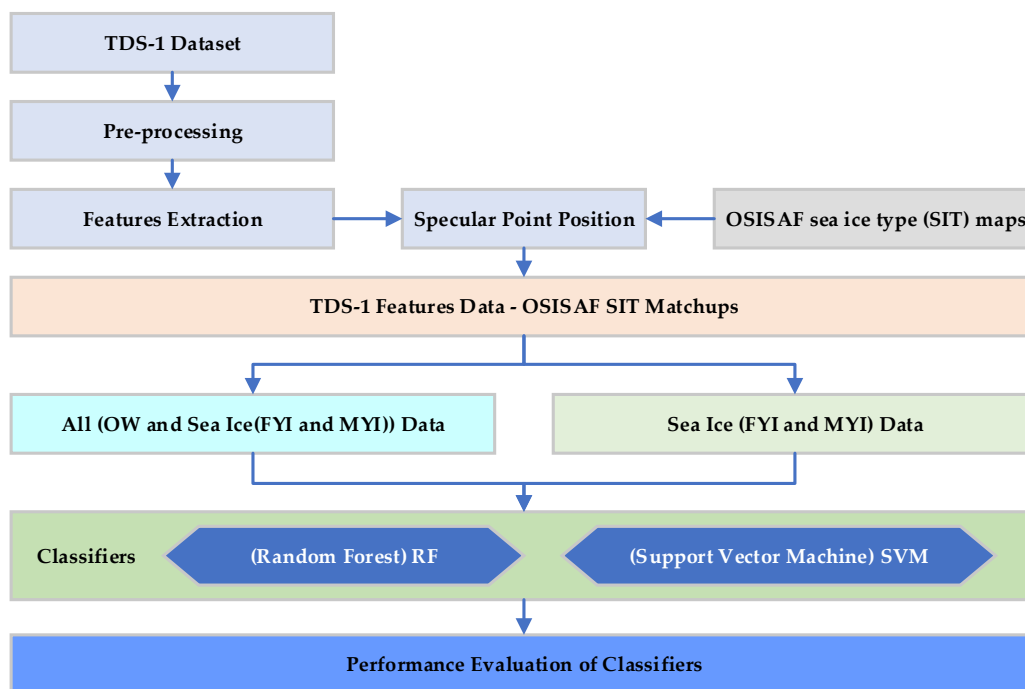 TDS-1 Dataset
Pre-processing
Features Extraction
Specular Point Position
OSISAF sea ice type (SIT) maps
TDS-1 Features Data - OSISAF SIT Matchups
All (OW and Sea Ice(FYI and MYI)) Data
Sea Ice (FYI and MYI) Data
Classifiers
(Random Forest) RF
(Support Vector Machine) SVM
Performance Evaluation of Classifiers